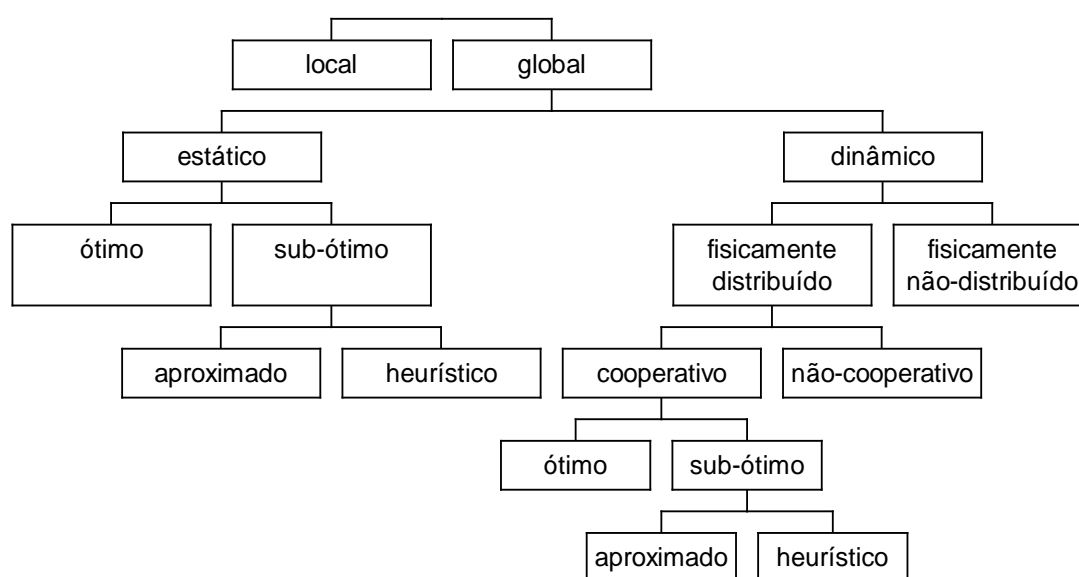 local
global
estático
dinâmico
ótimo
sub-ótimo
fisicamente
distribuído
fisicamente
não-distribuído
aproximado
heurístico
cooperativo
não-cooperativo
ótimo
sub-ótimo
aproximado
heurístico